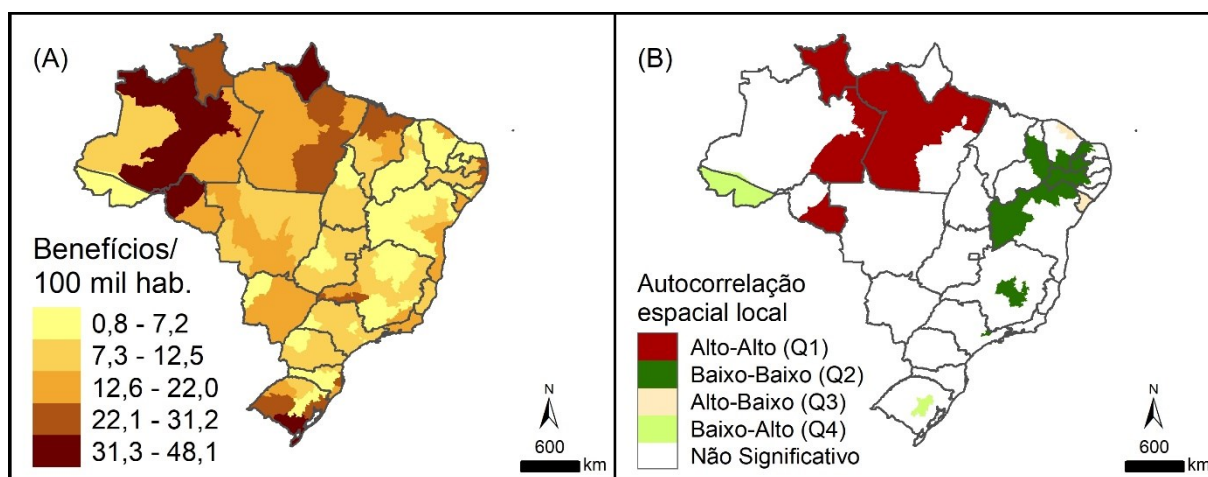 (A)
Benefícios/
100 mil hab.
0,8 - 7,2
7,3 - 12,5
12,6 - 22,0
22,1 - 31,2
31,3 - 48,1
N
600
km
(B)
Autocorrelação
espacial local
Alto-Alto (Q1)
Baixo-Baixo (Q2)
Alto-Baixo (Q3)
Baixo-Alto (Q4)
Não Significativo
N
600
km